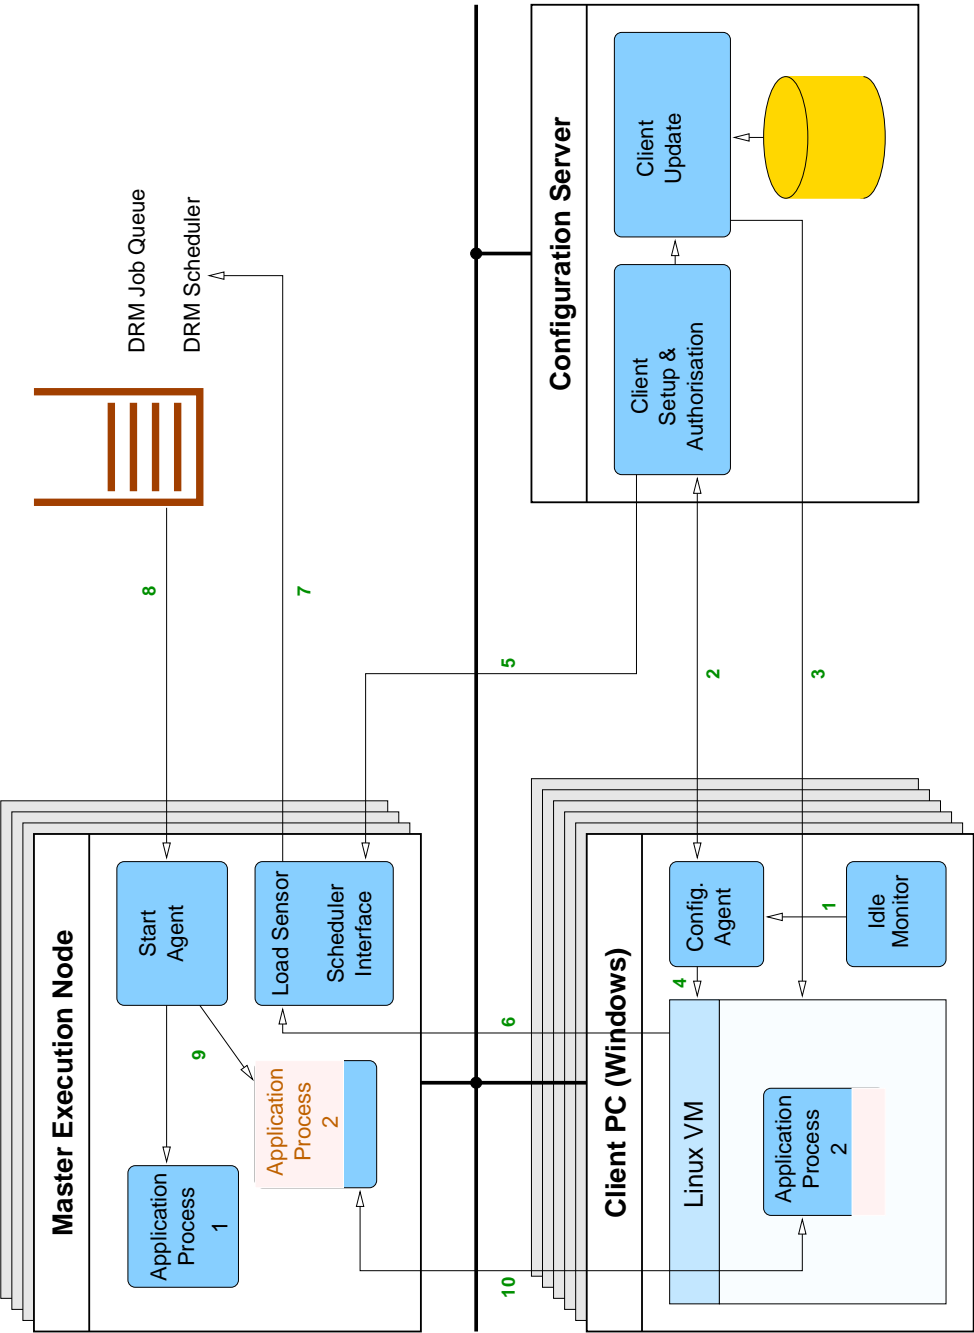 Master Execution Node
Start
Agent
Load Sensor
Scheduler
Interface
Application
Process
1
Application
Process
2
9
8
7
DRM Job Queue
DRM Scheduler
5
6
10
Client PC (Windows)
Config.
Agent
Idle
Monitor
1
4
Linux VM
Application
Process
2
2
3
Configuration Server
Client
Setup &
Authorisation
Client
Update